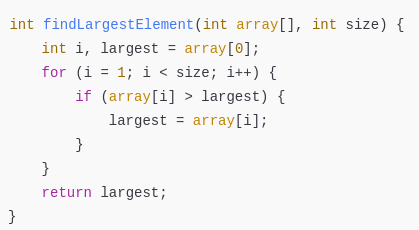 int findLargestElement(int array[], int size) {
    int i, largest = array[0];
    for (i = 1; i < size; i++) {
        if (array[i] > largest) {
            largest = array[i];
        }
    }
    return largest;
}